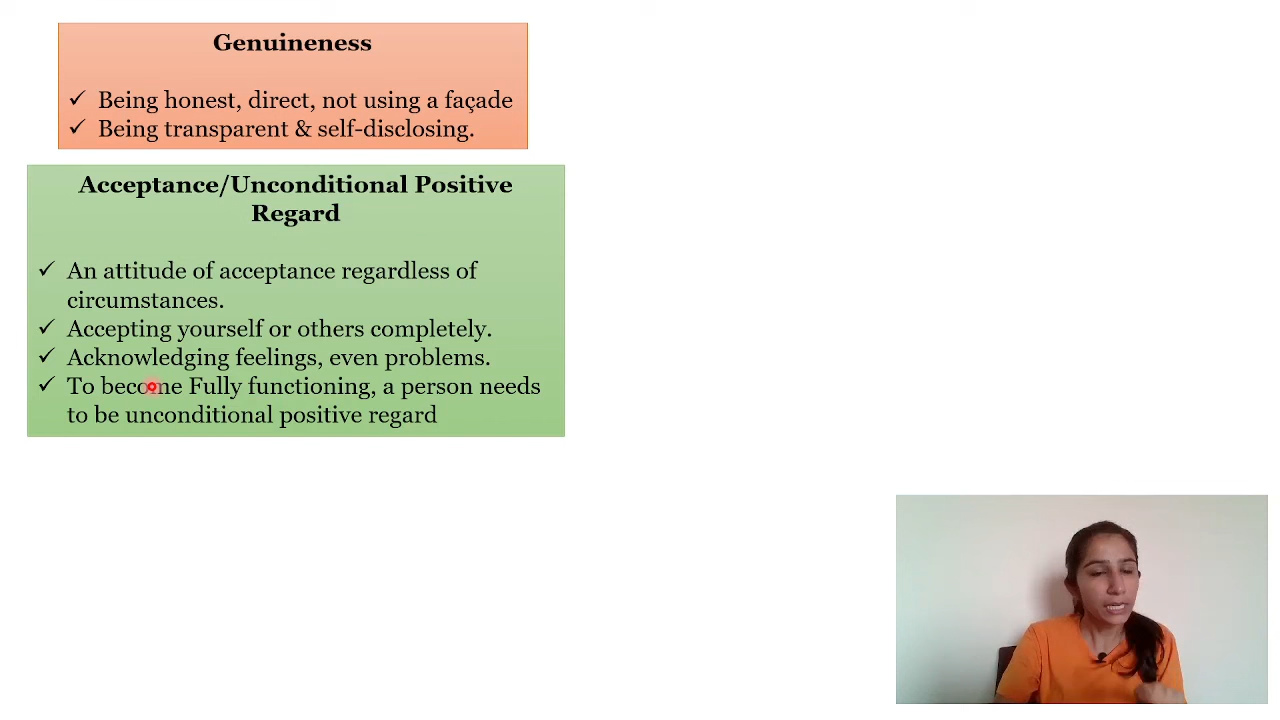 Genuineness
✓ Being honest, direct, not using a façade
✓ Being transparent & self-disclosing.
Acceptance/Unconditional Positive
Regard
✓ An attitude of acceptance regardless of
circumstances.
✓ Accepting yourself or others completely.
✓ Acknowledging feelings, even problems.
✓ To become Fully functioning, a person needs
to be unconditional positive regard